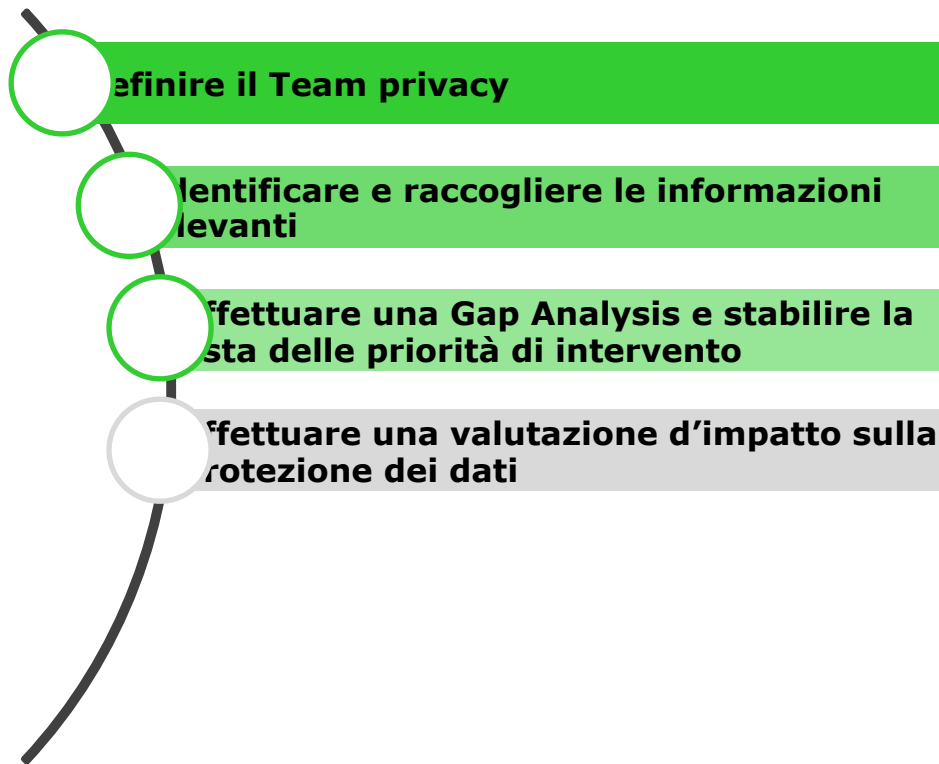 efinire il Team privacy
dentificare e raccogliere le informazioni
levanti
ffettuare una Gap Analysis e stabilire la
sta delle priorità di intervento
ffettuare una valutazione d’impatto sulla
rotezione dei dati